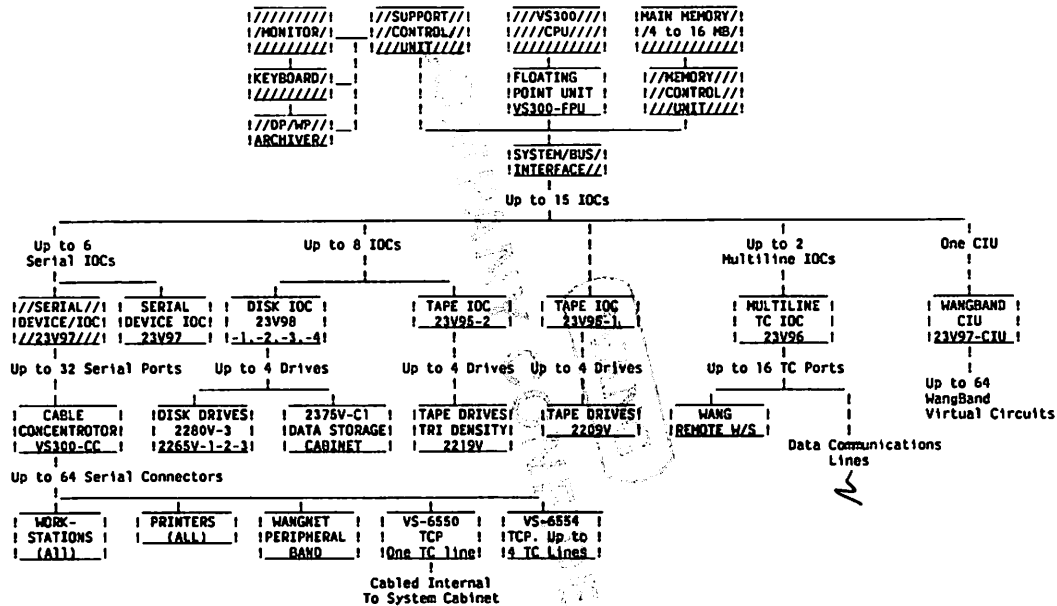 !/////////! !//SUPPORT//! !////VS300///! !MAIN MEMORY!
!/MONITOR/! !//CONTROL//! !////CPU/////! !/4 to 16 MB/!
!/////////! !////UNIT////! !////////////! !///////////!
!KEYBOARD/! !FLOATING ! !//MEMORY///!
!/////////! !POINT UNIT ! !//CONTROL//!
!VS300-FPU ! !///UNIT////!
!//DP/WP//!
!ARCHIVER/!
!SYSTEM/BUS/!
!INTERFACE//!
Up to 15 IOCs
Up to 6 Serial IOCs
Up to 8 IOCs
Up to 2 Multiline IOCs
One CIU
!//SERIAL//!
!DEVICE/IOC!
!//23V97///!
! SERIAL !
!DEVICE IOC!
! 23V97 !
! DISK IOC !
! 23V98 !
!-1,-2,-3,-4!
! TAPE IOC !
! 23V95-2 !
! TAPE IOC !
! 23V95-1 !
! MULTILINE !
! TC IOC !
! 23V96 !
! WANGBAND !
! CIU !
!23V97-CIU!
Up to 32 Serial Ports
Up to 4 Drives
Up to 4 Drives
Up to 4 Drives
Up to 16 TC Ports
Up to 64
WangBand
Virtual Circuits
! CABLE !
!CONCENTROTOR!
! VS300-CC !
!DISK DRIVES!
! 2280V-3 !
!2265V-1-2-3!
! 2375V-C1 !
!DATA STORAGE!
! CABINET !
!TAPE DRIVES!
!TRI DENSITY!
! 2219V !
!TAPE DRIVES!
! 2209V !
! WANG !
!REMOTE W/S !
Data Communications
Lines
Up to 64 Serial Connectors
! WORK- !
!STATIONS !
! (All) !
! PRINTERS !
! (ALL) !
! WANGNET !
!PERIPHERAL !
! BAND !
! VS-6550 !
! TCP !
!One TC line!
! VS-6554 !
!TCP. Up to !
!4 TC Lines !
Cabled Internal
To System Cabinet